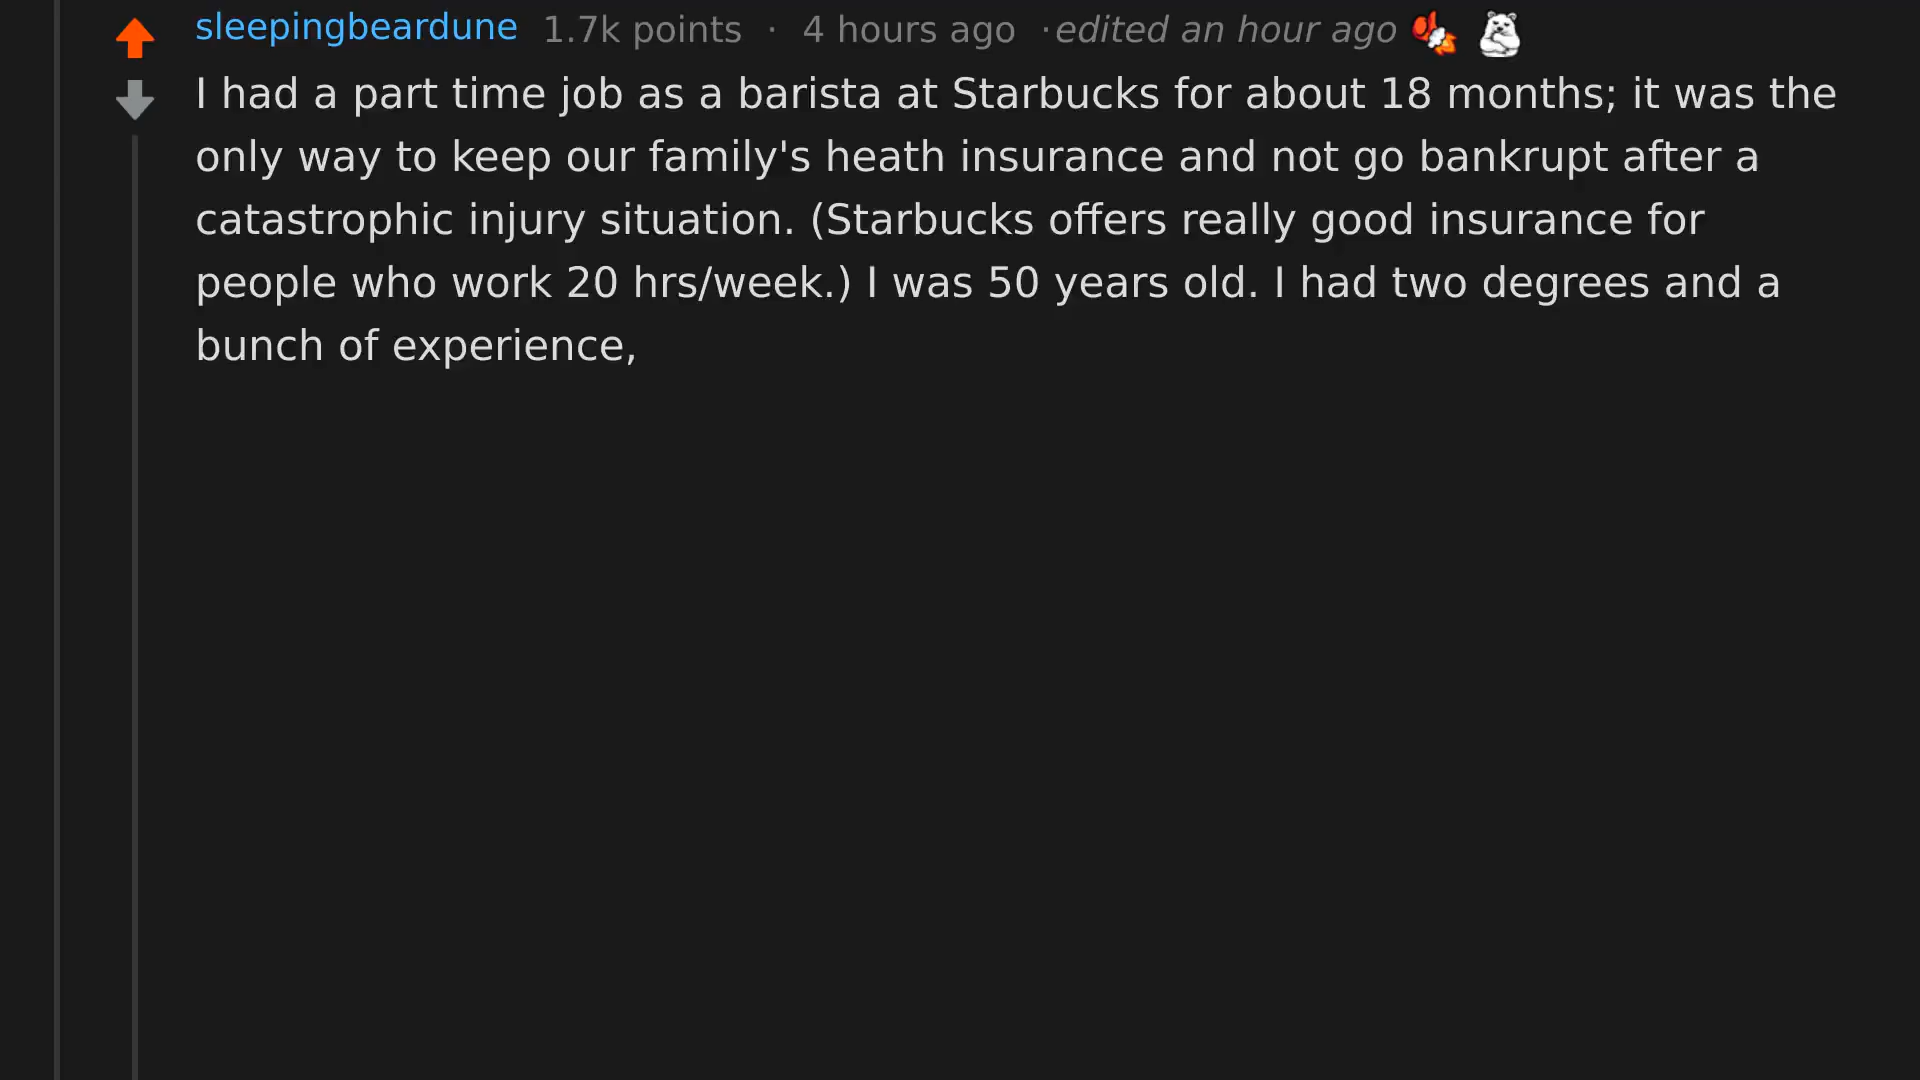 sleepingbeardune 1.7k points · 4 hours ago · edited an hour ago
I had a part time job as a barista at Starbucks for about 18 months; it was the
only way to keep our family's heath insurance and not go bankrupt after a
catastrophic injury situation. (Starbucks offers really good insurance for
people who work 20 hrs/week.) I was 50 years old. I had two degrees and a
bunch of experience,